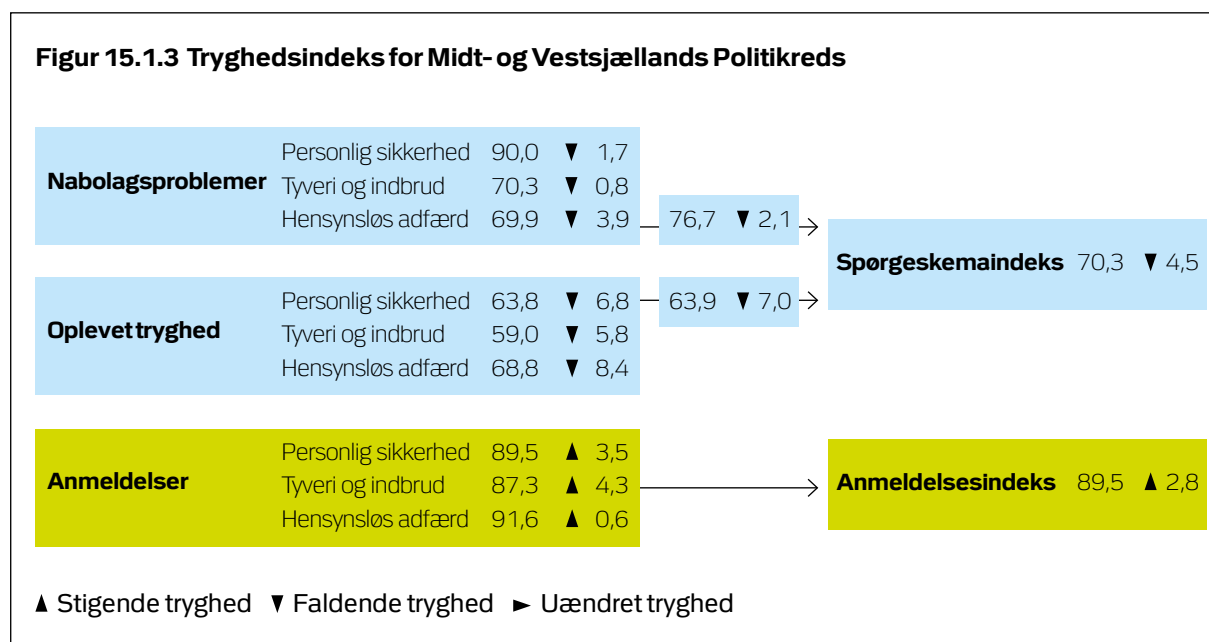 Figur 15.1.3 Tryghedsindeks for Midt- og Vestsjællands Politikreds
Nabolagsproblemer
Personlig sikkerhed 90,0 ▼ 1,7
Tyveri og indbrud 70,3 ▼ 0,8
Hensynsløs adfærd 69,9 ▼ 3,9
76,7 ▼ 2,1
Oplevet tryghed
Personlig sikkerhed 63,8 ▼ 6,8
Tyveri og indbrud 59,0 ▼ 5,8
Hensynsløs adfærd 68,8 ▼ 8,4
63,9 ▼ 7,0
Spørgeskemaindeks 70,3 ▼ 4,5
Anmeldelser
Personlig sikkerhed 89,5 ▲ 3,5
Tyveri og indbrud 87,3 ▲ 4,3
Hensynsløs adfærd 91,6 ▲ 0,6
Anmeldelsesindeks 89,5 ▲ 2,8
▲ Stigende tryghed ▼ Faldende tryghed ► Uændret tryghed